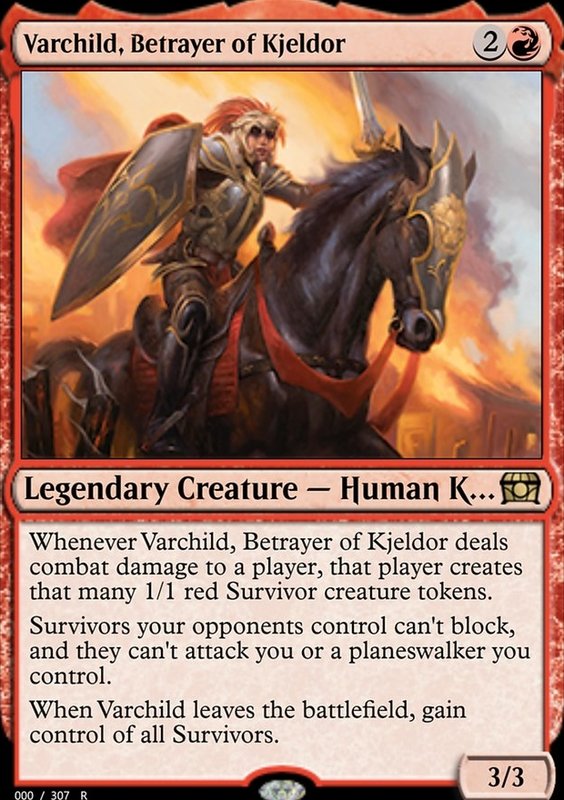 Varchild, Betrayer of Kjeldor
2
Legendary Creature — Human K...
Whenever Varchild, Betrayer of Kjeldor deals
combat damage to a player, that player creates
that many 1/1 red Survivor creature tokens.
Survivors your opponents control can't block,
and they can't attack you or a planeswalker you
control.
When Varchild leaves the battlefield, gain
control of all Survivors.
3/3
000 / 307 R